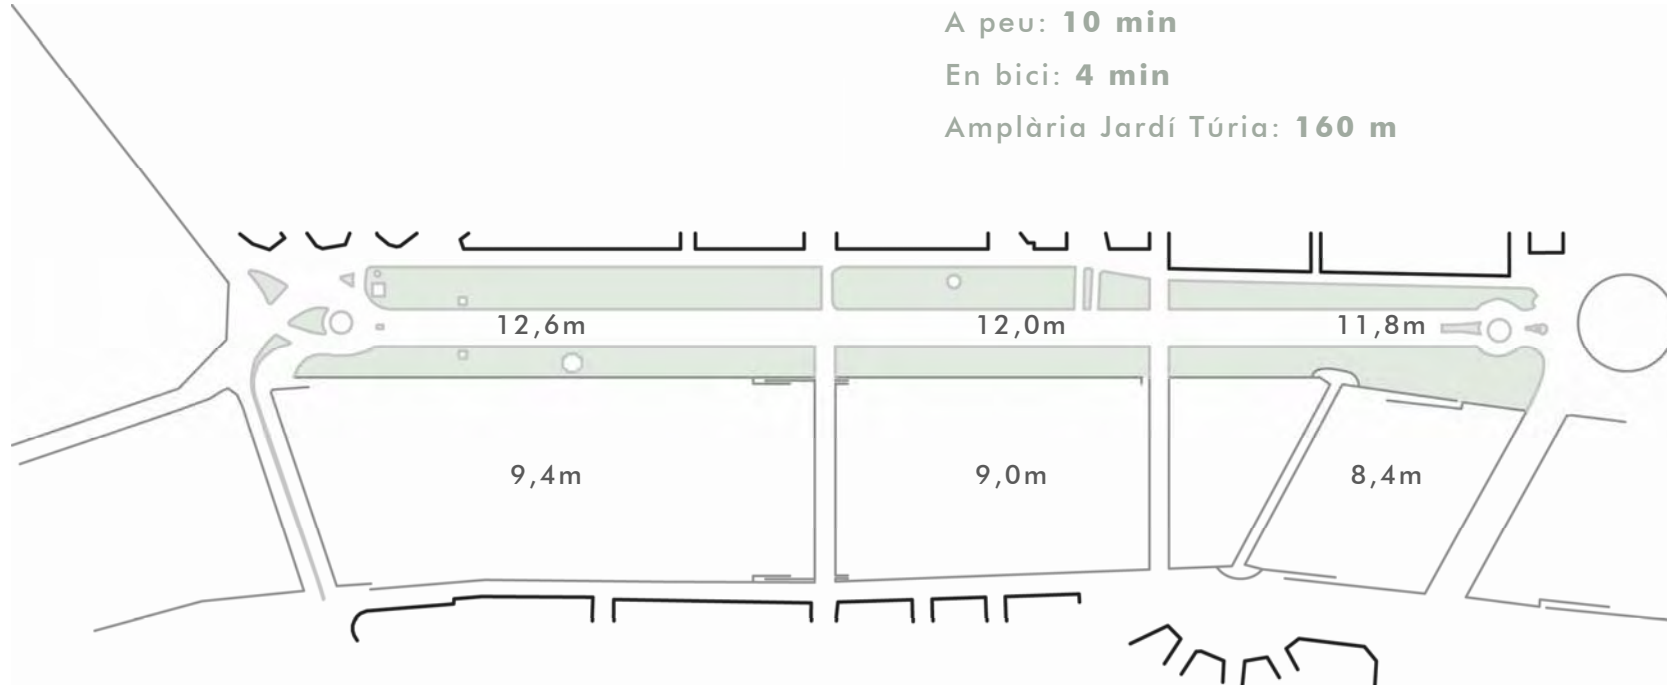 A peu: 10 min
En bici: 4 min
Amplària Jardí Túria: 160 m
12,6m
12,0m
11,8m
9,4m
9,0m
8,4m